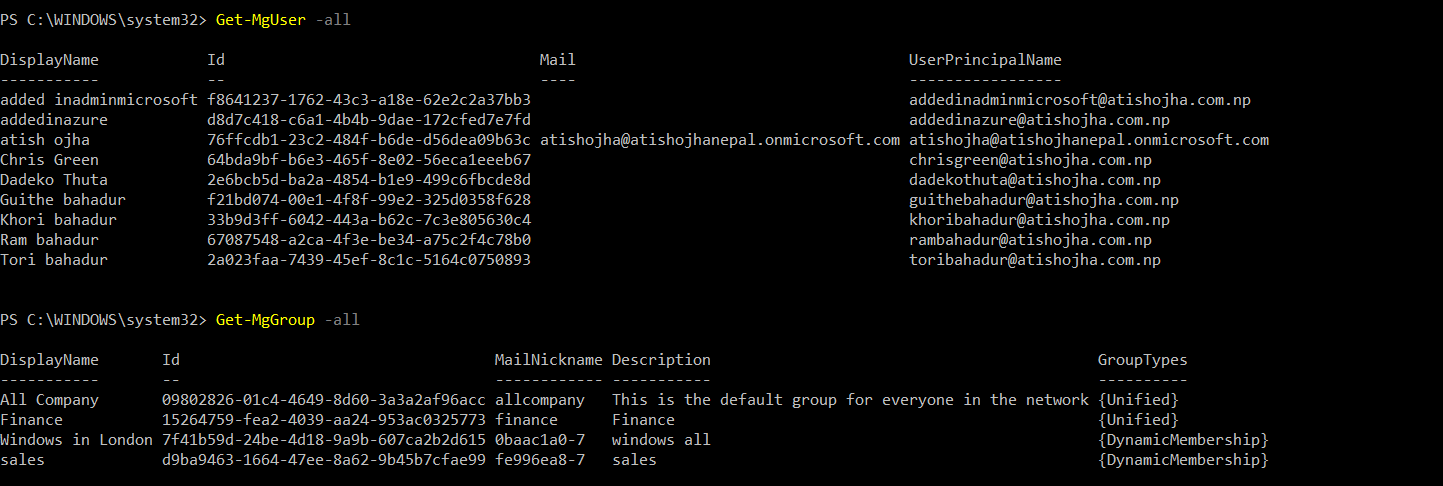 PS C:\WINDOWS\system32> Get-MgUser -all
DisplayName Id Mail UserPrincipalName
----------- -- ---- -----------------
added inadminmicrosoft f8641237-1762-43c3-a18e-62e2c2a37bb3 addedinadminmicrosoft@atishojha.com.np
addedinazure d8d7c418-c6a1-4b4b-9dae-172cfed7e7fd addedinazure@atishojha.com.np
atish ojha 76ffcdb1-23c2-484f-b6de-d56dea09b63c atishojha@atishojhanepal.onmicrosoft.com atishojha@atishojhanepal.onmicrosoft.com
Chris Green 64bda9bf-b6e3-465f-8e02-56eca1eeeb67 chrisgreen@atishojha.com.np
Dadeko Thuta 2e6bcb5d-ba2a-4854-b1e9-499c6fbcde8d dadekothuta@atishojha.com.np
Guithe bahadur f21bd074-00e1-4f8f-99e2-325d0358f628 guithebahadur@atishojha.com.np
Khori bahadur 33b9d3ff-6042-443a-b62c-7c3e805630c4 khoribahadur@atishojha.com.np
Ram bahadur 67087548-a2ca-4f3e-be34-a75c2f4c78b0 rambahadur@atishojha.com.np
Tori bahadur 2a023faa-7439-45ef-8c1c-5164c0750893 toribahadur@atishojha.com.np
PS C:\WINDOWS\system32> Get-MgGroup -all
DisplayName Id MailNickname Description GroupTypes
----------- -- ------------ ----------- ----------
All Company 09802826-01c4-4649-8d60-3a3a2af96acc allcompany This is the default group for everyone in the network {Unified}
Finance 15264759-fea2-4039-aa24-953ac0325773 finance Finance {Unified}
Windows in London 7f41b59d-24be-4d18-9a9b-607ca2b2d615 0baac1a0-7 windows all {DynamicMembership}
sales d9ba9463-1664-47ee-8a62-9b45b7cfae99 fe996ea8-7 sales {DynamicMembership}